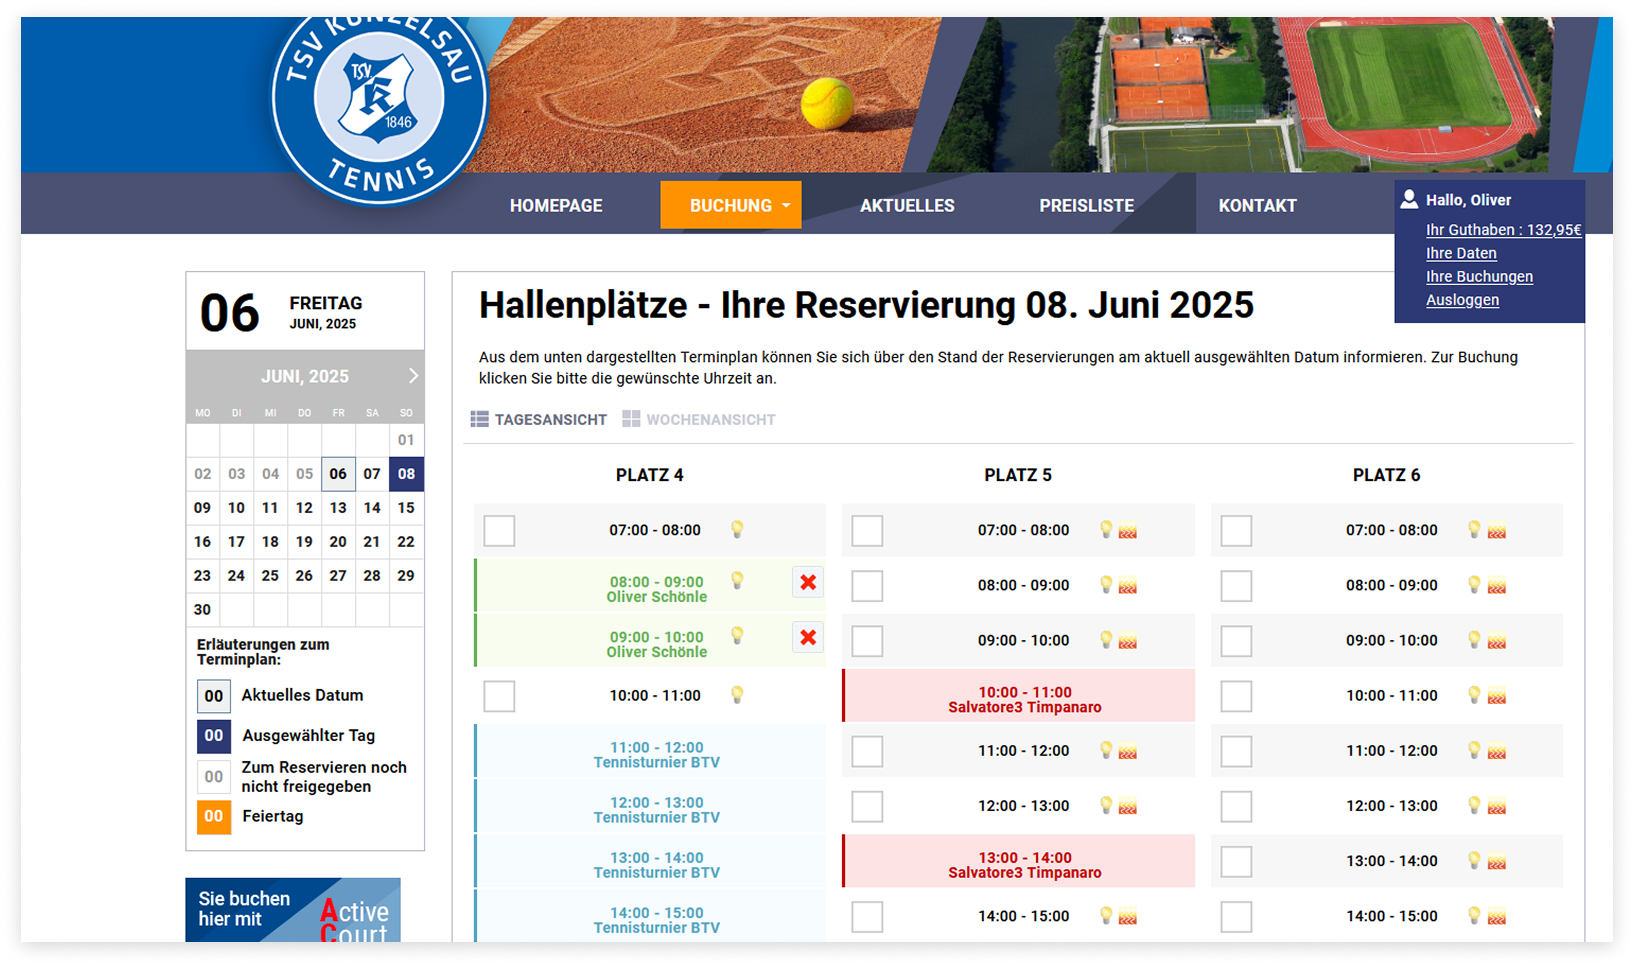 TSV KÜNZELSAU
TSV.
1846
TENNIS
HOMEPAGE
BUCHUNG
AKTUELLES
PREISLISTE
KONTAKT
Hallo, Oliver
Ihr Guthaben : 132,95€
Ihre Daten
Ihre Buchungen
Ausloggen
06
FREITAG
JUNI, 2025
JUNI, 2025
MO DI MI DO FR SA SO
01
02 03 04 05 06 07 08
09 10 11 12 13 14 15
16 17 18 19 20 21 22
23 24 25 26 27 28 29
30
Erläuterungen zum
Terminplan:
00 Aktuelles Datum
00 Ausgewählter Tag
00 Zum Reservieren noch
nicht freigegeben
00 Feiertag
Sie buchen
hier mit
Active
Court
Hallenplätze - Ihre Reservierung 08. Juni 2025
Aus dem unten dargestellten Terminplan können Sie sich über den Stand der Reservierungen am aktuell ausgewählten Datum informieren. Zur Buchung
klicken Sie bitte die gewünschte Uhrzeit an.
TAGESANSICHT WOCHENANSICHT
PLATZ 4
07:00 - 08:00
08:00 - 09:00
Oliver Schönle
09:00 - 10:00
Oliver Schönle
10:00 - 11:00
11:00 - 12:00
Tennisturnier BTV
12:00 - 13:00
Tennisturnier BTV
13:00 - 14:00
Tennisturnier BTV
14:00 - 15:00
Tennisturnier BTV
PLATZ 5
07:00 - 08:00
08:00 - 09:00
09:00 - 10:00
10:00 - 11:00
Salvatore3 Timpanaro
11:00 - 12:00
12:00 - 13:00
13:00 - 14:00
Salvatore3 Timpanaro
14:00 - 15:00
PLATZ 6
07:00 - 08:00
08:00 - 09:00
09:00 - 10:00
10:00 - 11:00
11:00 - 12:00
12:00 - 13:00
13:00 - 14:00
14:00 - 15:00